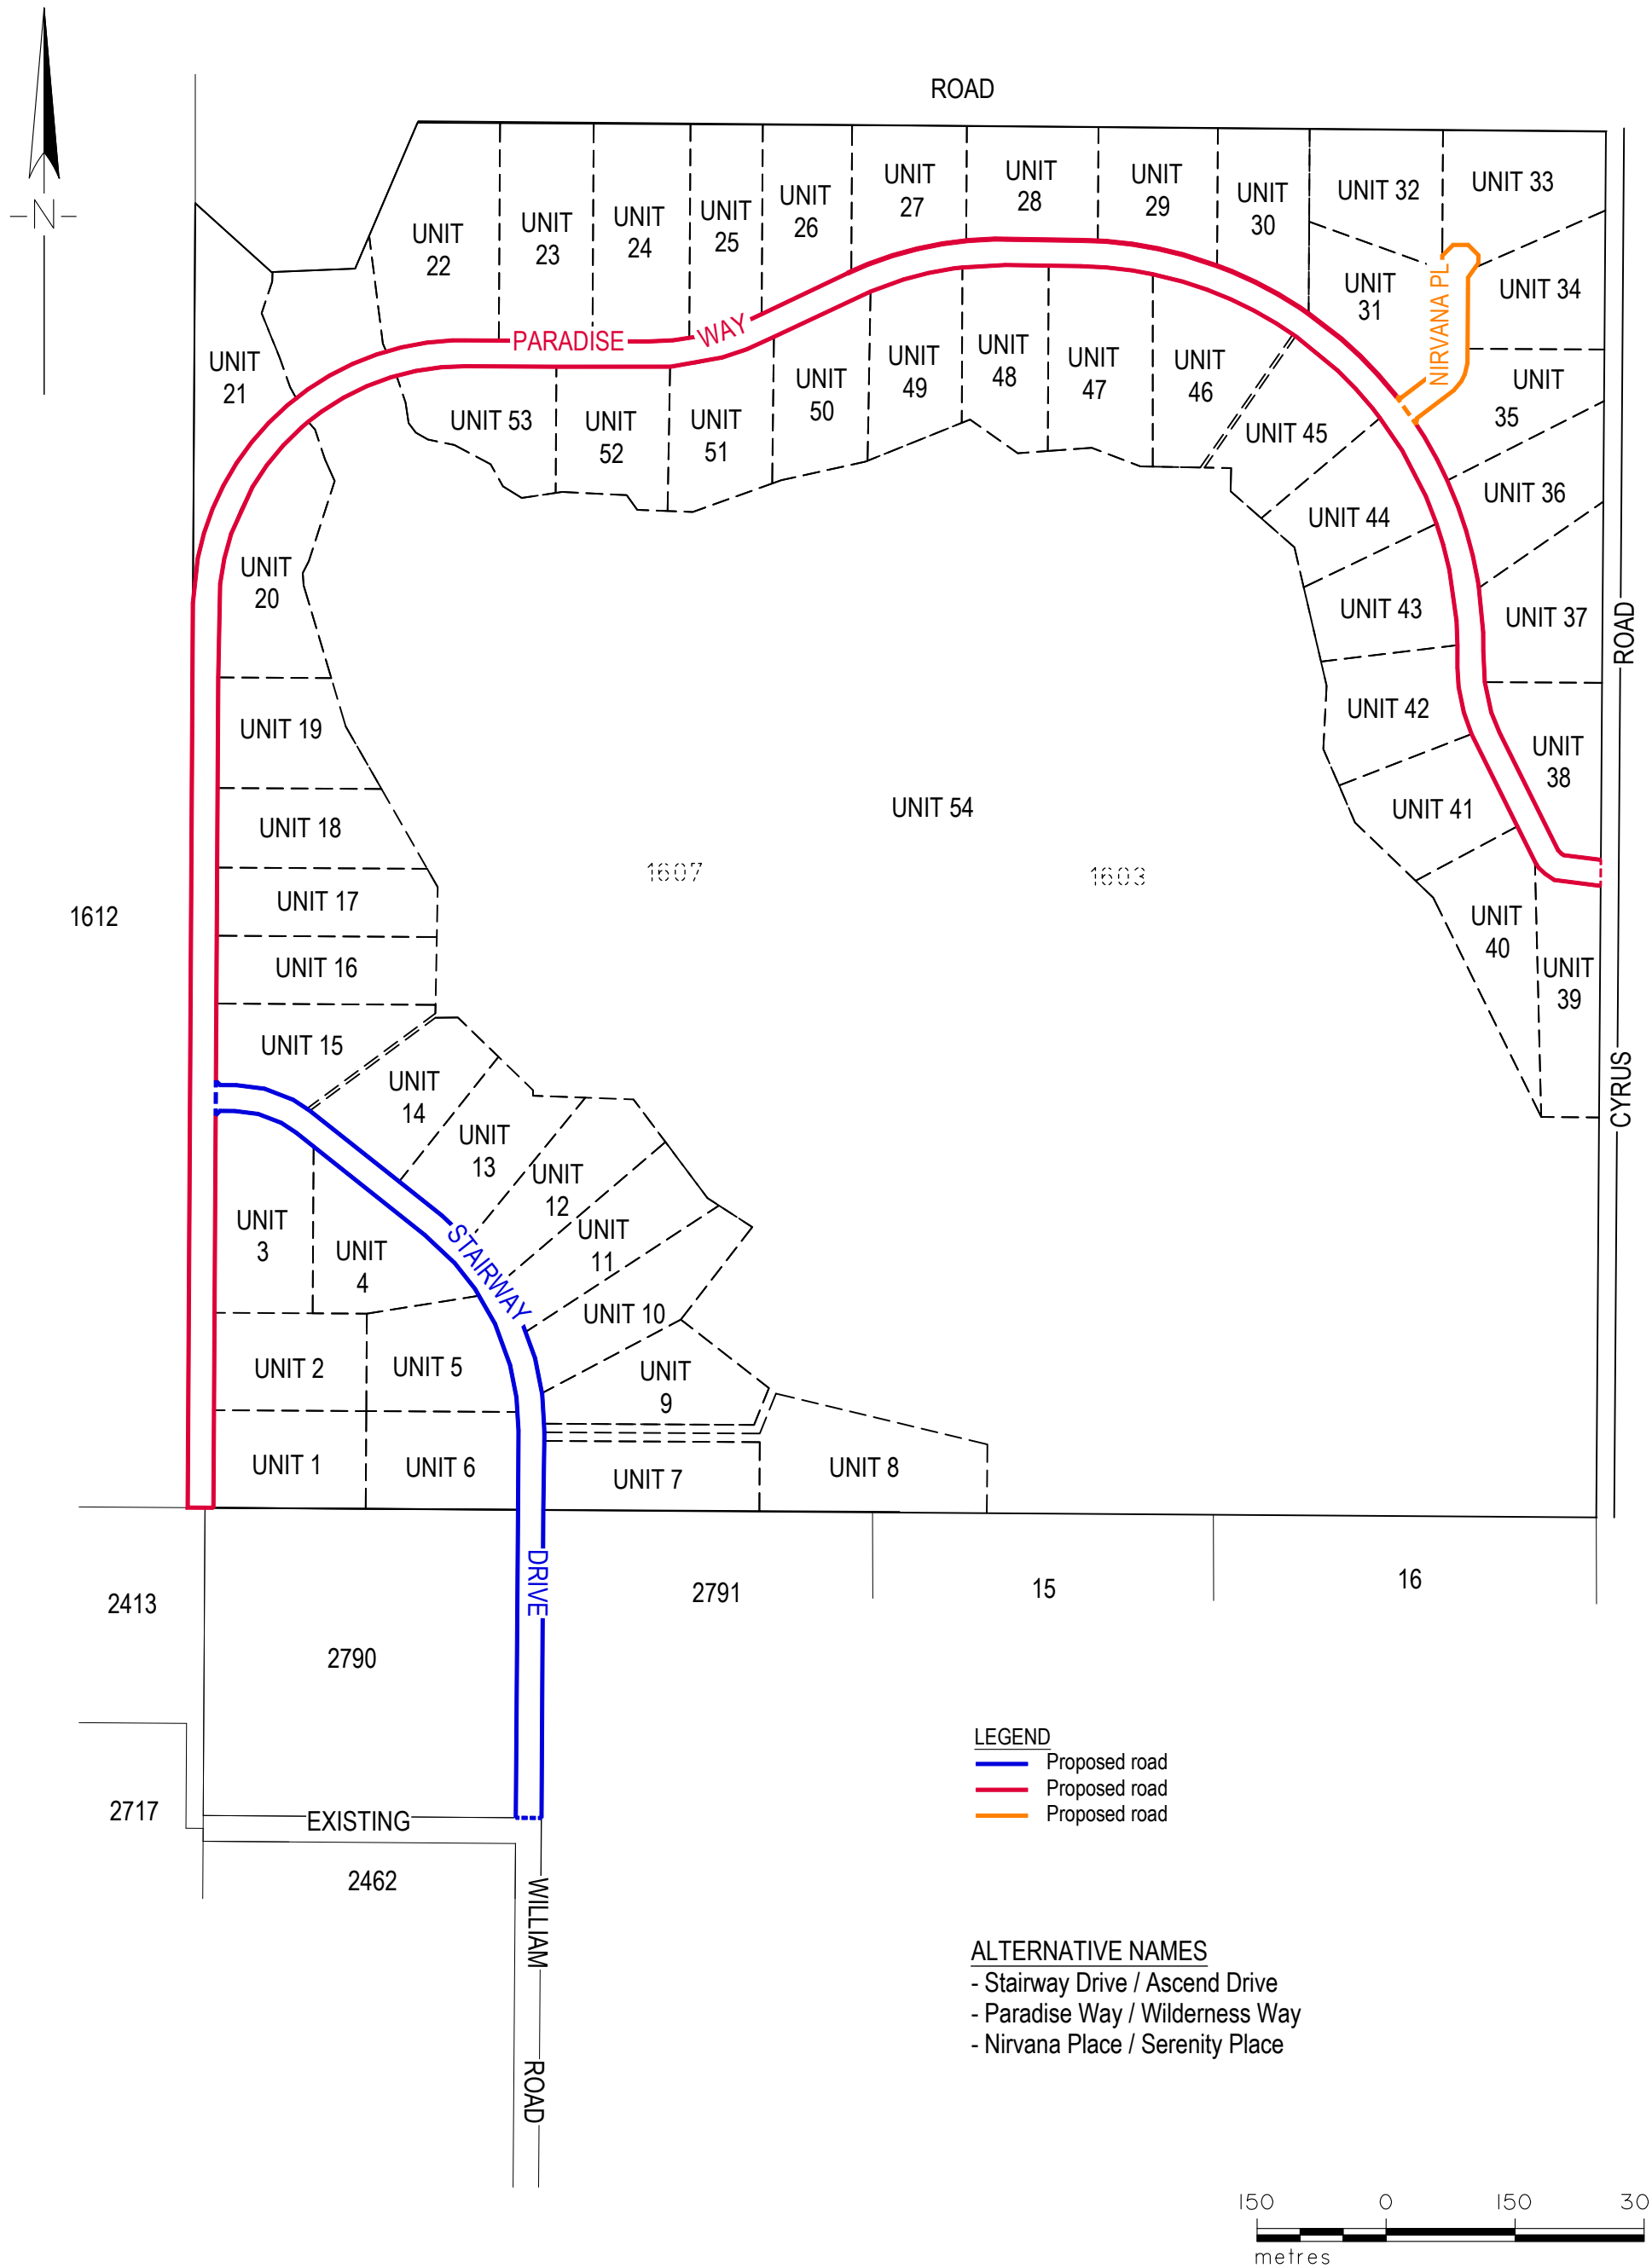 -N-
ROAD
UNIT
22
UNIT
23
UNIT
24
UNIT
25
UNIT
26
UNIT
27
UNIT
28
UNIT
29
UNIT
30
UNIT 32
UNIT 33
UNIT
31
NIRVANA PL
UNIT 34
UNIT
35
UNIT
21
PARADISE WAY
UNIT 53
UNIT
52
UNIT
51
UNIT
50
UNIT
49
UNIT
48
UNIT
47
UNIT
46
UNIT 45
UNIT 36
UNIT 44
UNIT
20
UNIT 43
UNIT 37
UNIT 19
UNIT 42
UNIT
38
UNIT 18
UNIT 54
UNIT 41
1607
1603
UNIT 17
1612
UNIT
40
UNIT
39
UNIT 16
CYRUS ROAD
UNIT 15
UNIT
14
UNIT
13
UNIT
12
UNIT
11
UNIT
3
UNIT
4
STAIRWAY DRIVE
UNIT 10
UNIT 2
UNIT 5
UNIT
9
UNIT 1
UNIT 6
UNIT 7
UNIT 8
2413
2791
15
16
2790
2717
EXISTING
2462
WILLIAM ROAD
LEGEND
Proposed road
Proposed road
Proposed road
ALTERNATIVE NAMES
- Stairway Drive / Ascend Drive
- Paradise Way / Wilderness Way
- Nirvana Place / Serenity Place
150 0 150 30
metres